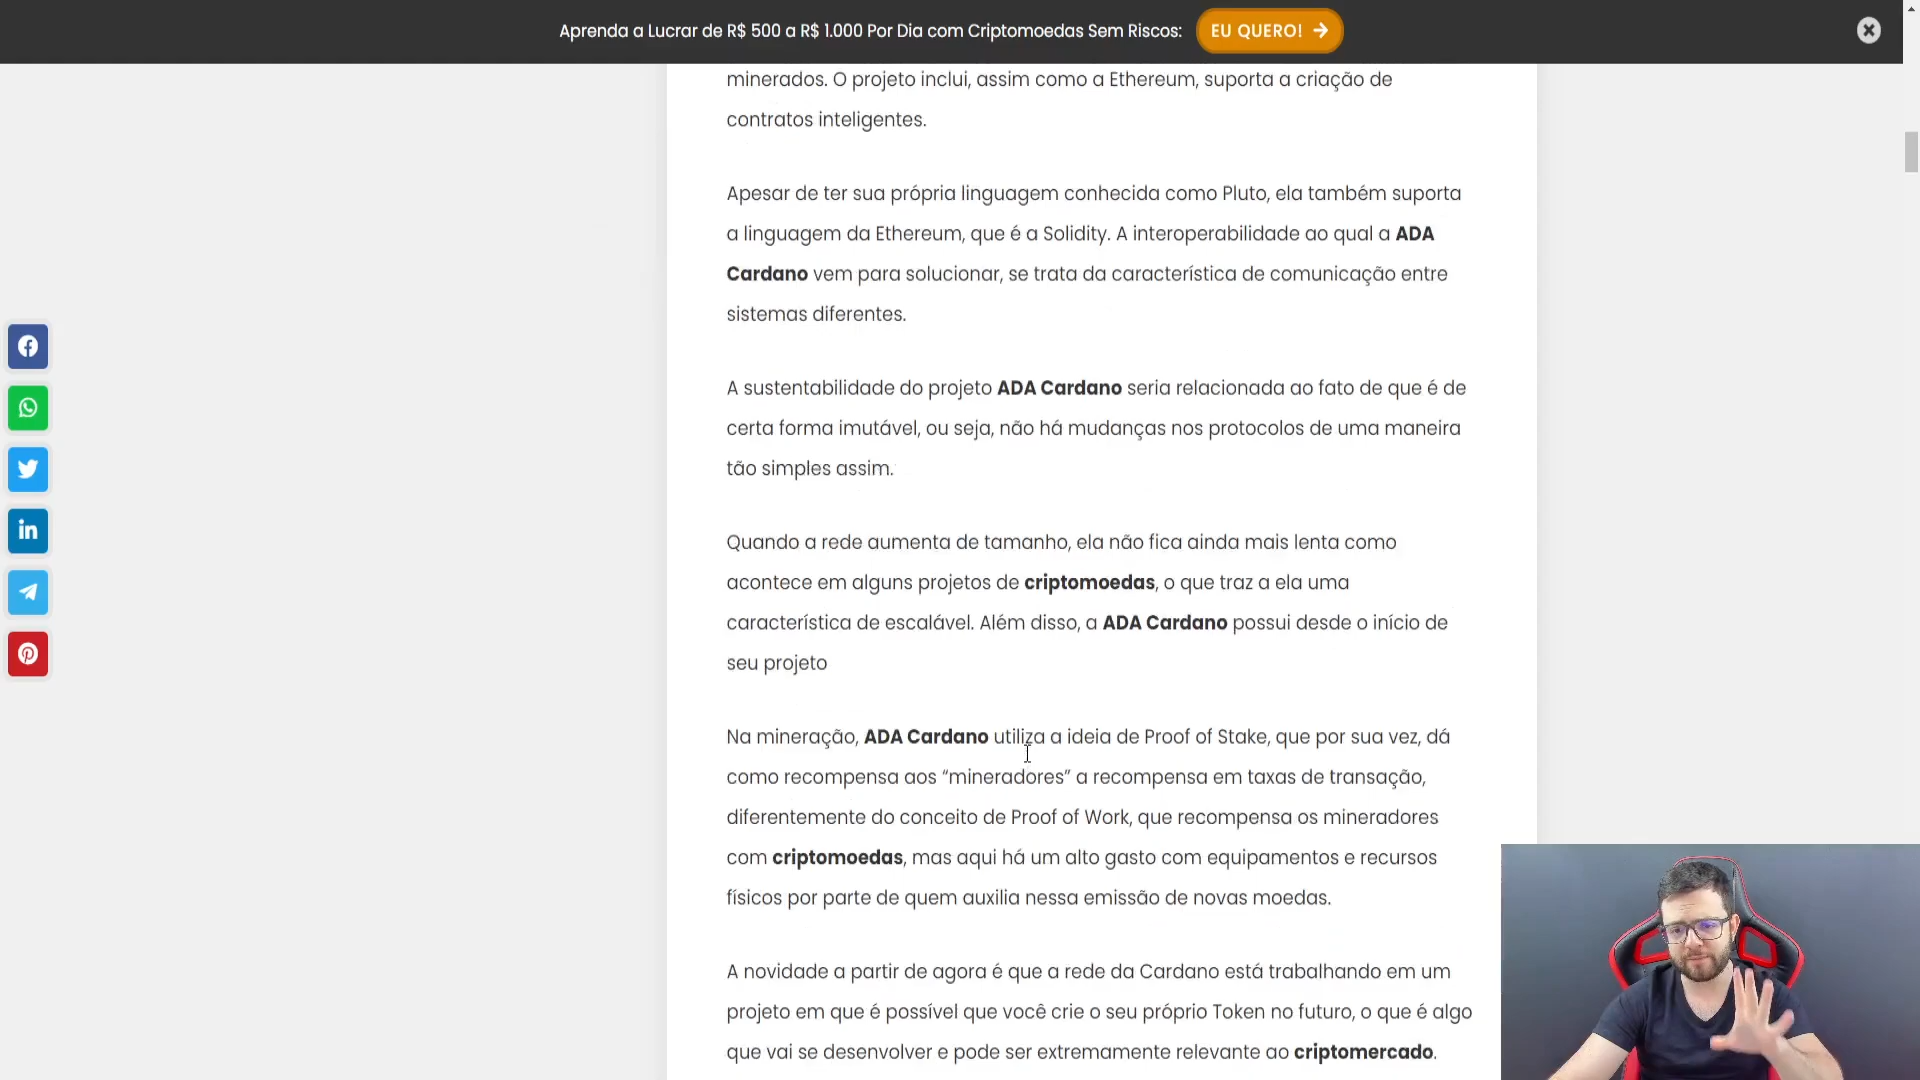 Aprenda a Lucrar de R$ 500 a R$ 1.000 Por Dia com Criptomoedas Sem Riscos:
EU QUERO!
minerados. O projeto inclui, assim como a Ethereum, suporta a criação de
contratos inteligentes.
Apesar de ter sua própria linguagem conhecida como Pluto, ela também suporta
a linguagem da Ethereum, que é a Solidity. A interoperabilidade ao qual a ADA
Cardano vem para solucionar, se trata da característica de comunicação entre
sistemas diferentes.
A sustentabilidade do projeto ADA Cardano seria relacionada ao fato de que é de
certa forma imutável, ou seja, não há mudanças nos protocolos de uma maneira
tão simples assim.
Quando a rede aumenta de tamanho, ela não fica ainda mais lenta como
acontece em alguns projetos de criptomoedas, o que traz a ela uma
característica de escalável. Além disso, a ADA Cardano possui desde o início de
seu projeto
Na mineração, ADA Cardano utiliza a ideia de Proof of Stake, que por sua vez, dá
como recompensa aos “mineradores” a recompensa em taxas de transação,
diferentemente do conceito de Proof of Work, que recompensa os mineradores
com criptomoedas, mas aqui há um alto gasto com equipamentos e recursos
físicos por parte de quem auxilia nessa emissão de novas moedas.
A novidade a partir de agora é que a rede da Cardano está trabalhando em um
projeto em que é possível que você crie o seu próprio Token no futuro, o que é algo
que vai se desenvolver e pode ser extremamente relevante ao criptomercado.